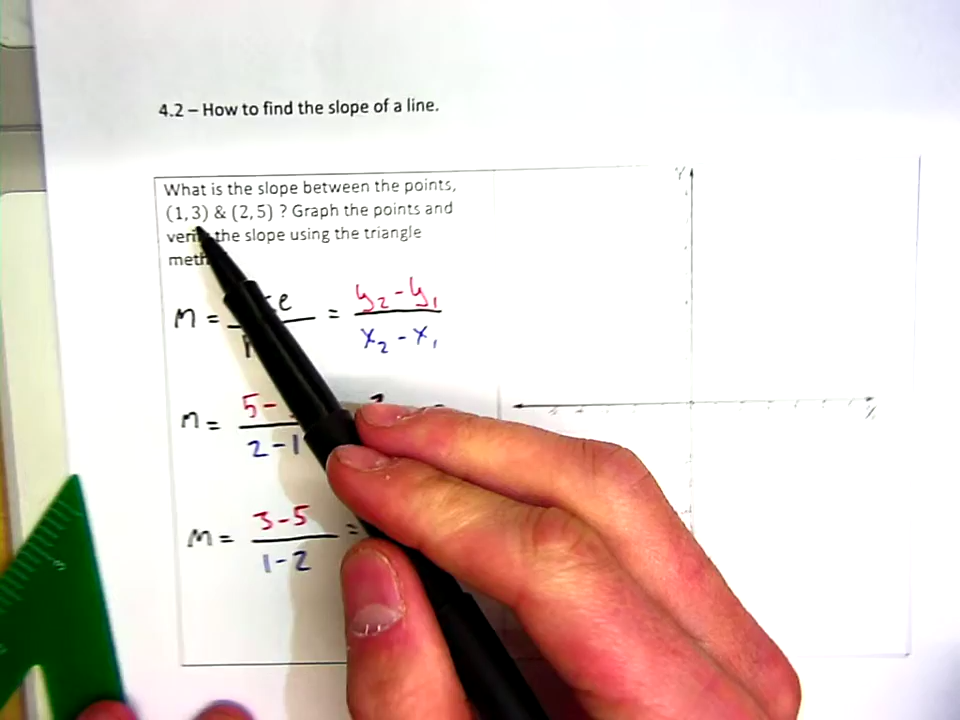 4.2 – How to find the slope of a line.
What is the slope between the points,
(1,3) & (2,5) ? Graph the points and
the slope using the triangle
m = = y₂ - y₁
x₂ - x₁
m = 5 -
2 - 1
m = 3 - 5 =
1 - 2
y
x